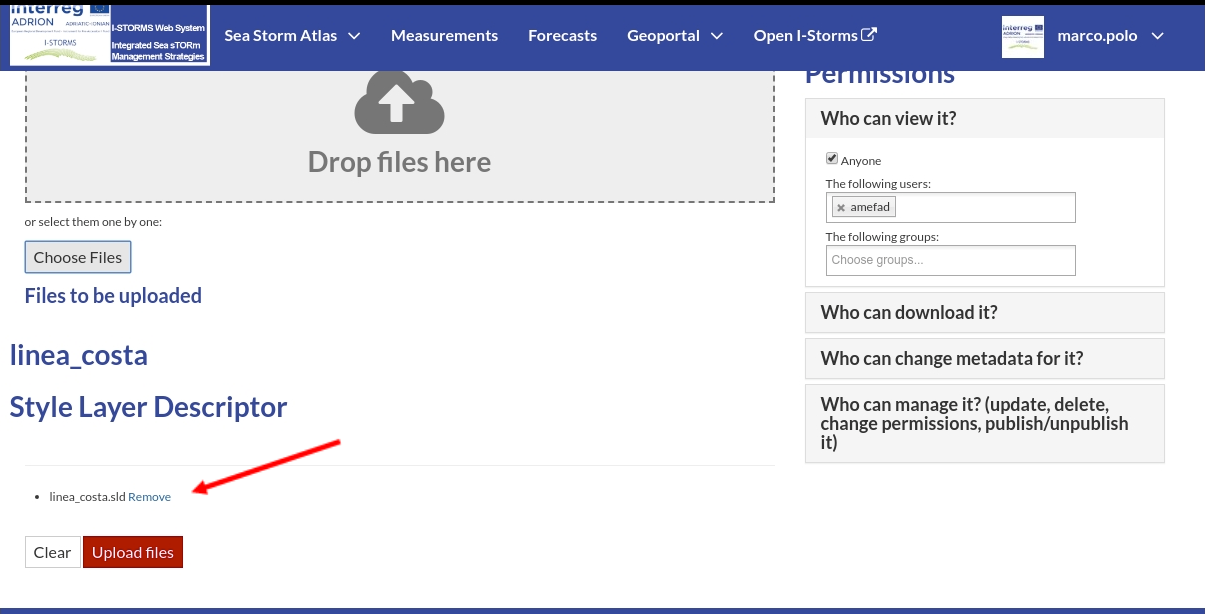 interreg
ADRION ADRIATIC-IONIAN
I-STORMS
I-STORMS Web System
Integrated Sea sTORm
Management Strategies
Sea Storm Atlas
Measurements
Forecasts
Geoportal
Open I-Storms
interreg
ADRION
marco.polo
Drop files here
or select them one by one:
Choose Files
Files to be uploaded
linea_costa
Style Layer Descriptor
linea_costa.sld Remove
Clear
Upload files
Permissions
Who can view it?
Anyone
The following users:
× amefad
The following groups:
Choose groups...
Who can download it?
Who can change metadata for it?
Who can manage it? (update, delete,
change permissions, publish/unpublish
it)